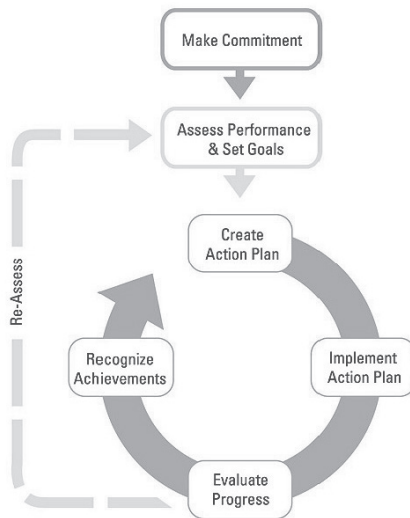 Make Commitment
Assess Performance
& Set Goals
Create
Action Plan
Re-Assess
Recognize
Achievements
Implement
Action Plan
Evaluate
Progress